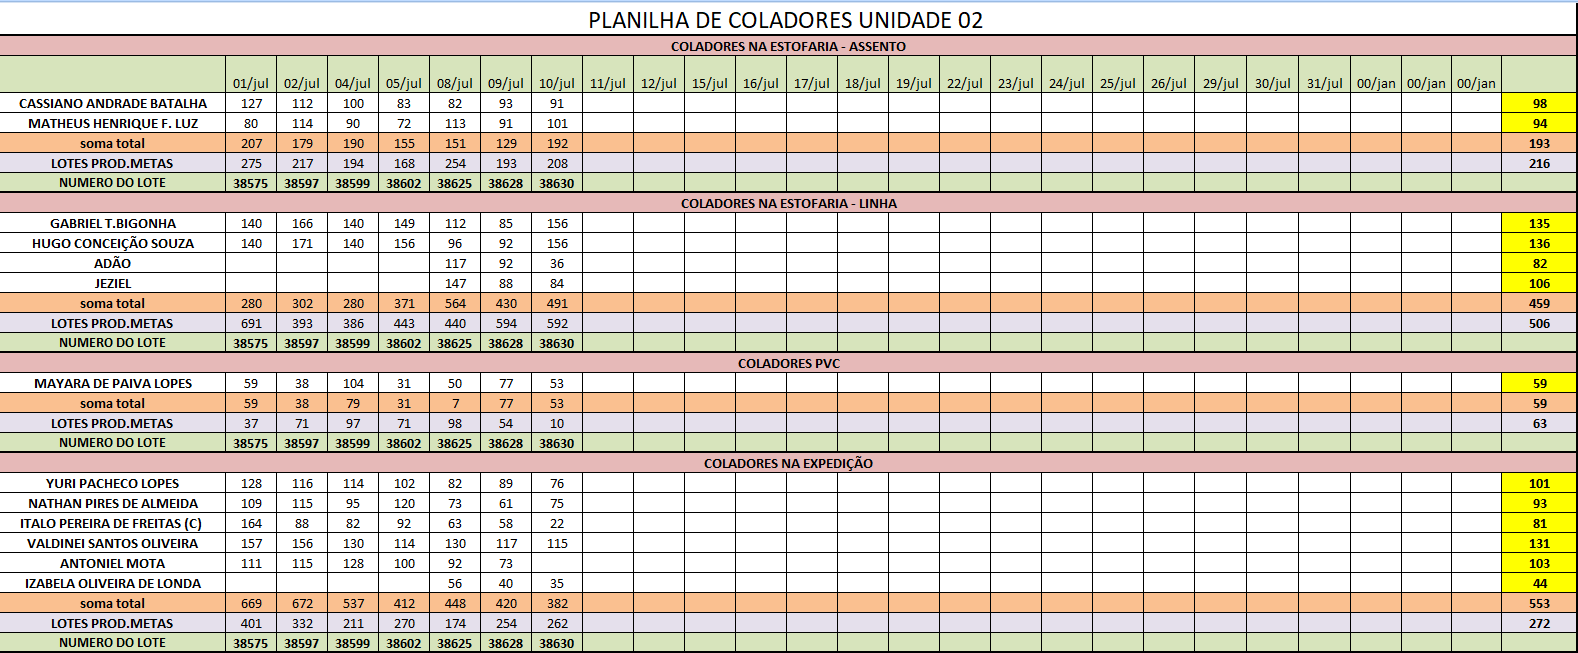 PLANILHA DE COLADORES UNIDADE 02
COLADORES NA ESTOFARIA - ASSENTO
01/jul 02/jul 04/jul 05/jul 08/jul 09/jul 10/jul 11/jul 12/jul 15/jul 16/jul 17/jul 18/jul 19/jul 22/jul 23/jul 24/jul 25/jul 26/jul 29/jul 30/jul 31/jul 00/jan 00/jan 00/jan
CASSIANO ANDRADE BATALHA 127 112 100 83 82 93 91 98
MATHEUS HENRIQUE F. LUZ 80 114 90 72 113 91 101 94
soma total 207 179 190 155 151 129 192 193
LOTES PROD.METAS 275 217 194 168 254 193 208 216
NUMERO DO LOTE 38575 38597 38599 38602 38625 38628 38630
COLADORES NA ESTOFARIA - LINHA
GABRIEL T.BIGONHA 140 166 140 149 112 85 156 135
HUGO CONCEIÇÃO SOUZA 140 171 140 156 96 92 156 136
ADÃO 117 92 36 82
JEZIEL 147 88 84 106
soma total 280 302 280 371 564 430 491 459
LOTES PROD.METAS 691 393 386 443 440 594 592 506
NUMERO DO LOTE 38575 38597 38599 38602 38625 38628 38630
COLADORES PVC
MAYARA DE PAIVA LOPES 59 38 104 31 50 77 53 59
soma total 59 38 79 31 7 77 53 59
LOTES PROD.METAS 37 71 97 71 98 54 10 63
NUMERO DO LOTE 38575 38597 38599 38602 38625 38628 38630
COLADORES NA EXPEDIÇÃO
YURI PACHECO LOPES 128 116 114 102 82 89 76 101
NATHAN PIRES DE ALMEIDA 109 115 95 120 73 61 75 93
ITALO PEREIRA DE FREITAS (C) 164 88 82 92 63 58 22 81
VALDINEI SANTOS OLIVEIRA 157 156 130 114 130 117 115 131
ANTONIEL MOTA 111 115 128 100 92 73 103
IZABELA OLIVEIRA DE LONDA 56 40 35 44
soma total 669 672 537 412 448 420 382 553
LOTES PROD.METAS 401 332 211 270 174 254 262 272
NUMERO DO LOTE 38575 38597 38599 38602 38625 38628 38630